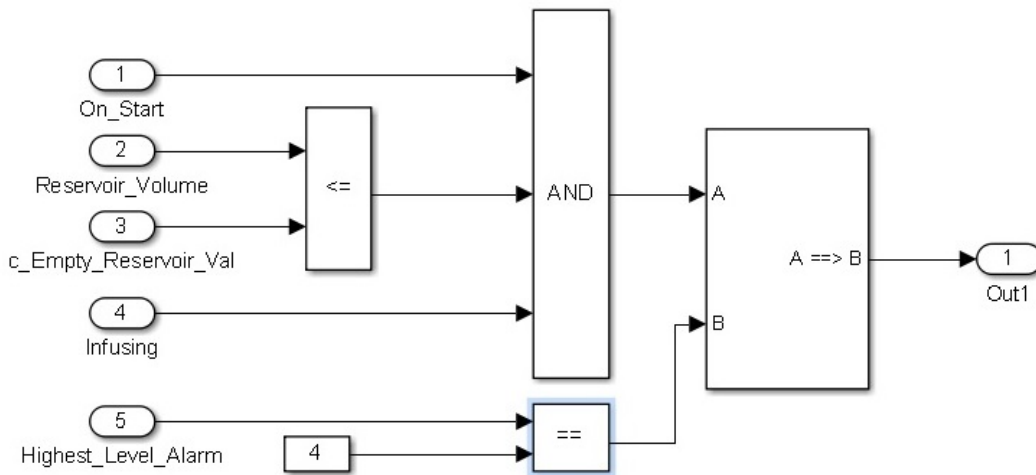 1
On_Start
2
Reservoir_Volume
3
c_Empty_Reservoir_Val
<=
4
Infusing
AND
A
B
A ==> B
1
Out1
5
Highest_Level_Alarm
4
==